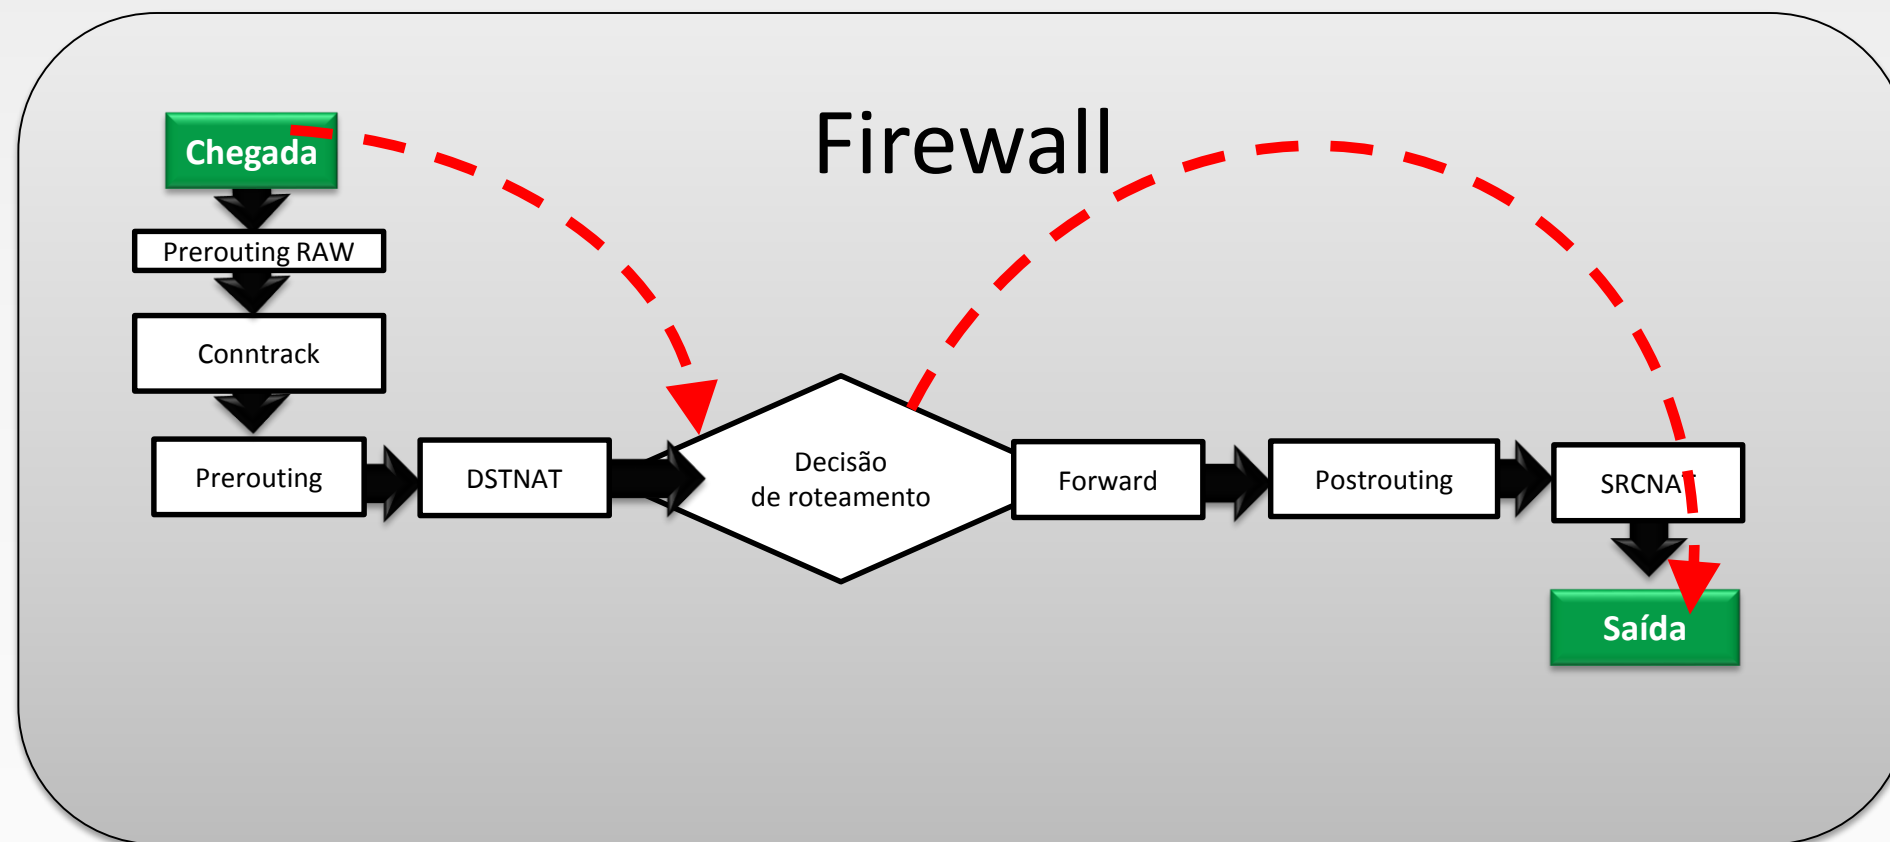 Firewall
Chegada
Prerouting RAW
Conntrack
Prerouting
DSTNAT
Decisão
de roteamento
Forward
Postrouting
SRCNAT
Saída